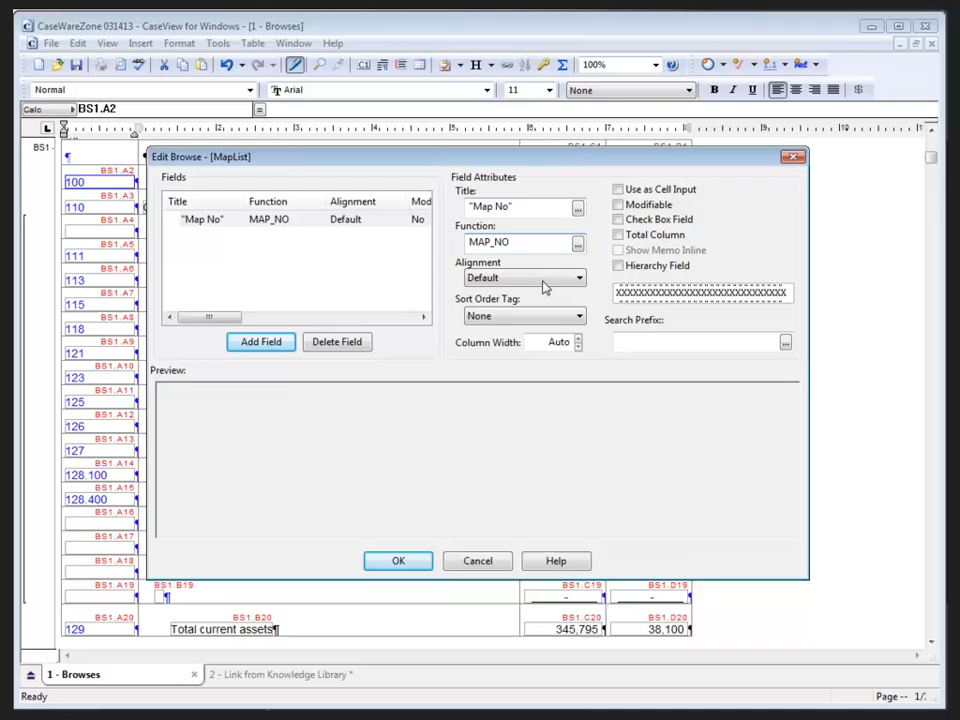 CaseWareZone 031413 - CaseView for Windows - [1 - Browses]
File Edit View Insert Format Tools Table Window Help
100%
Normal Arial 11 None B I U
Calc BS1.A2
BS1
BS1.A2
100
BS1.A3
110
BS1.A4
BS1.A5
111
BS1.A6
113
BS1.A7
115
BS1.A8
118
BS1.A9
121
BS1.A10
123
BS1.A11
125
BS1.A12
126
BS1.A13
127
BS1.A14
128.100
BS1.A15
128.400
BS1.A16
BS1.A17
BS1.A18
Edit Browse - [MapList]
Fields
Title Function Alignment Mod
"Map No" MAP_NO Default No
Add Field Delete Field
Field Attributes
Title:
"Map No"
Function:
MAP_NO
Alignment
Default
Sort Order Tag:
None
Column Width: Auto
Use as Cell Input
Modifiable
Check Box Field
Total Column
Show Memo Inline
Hierarchy Field
XXXXXXXXXXXXXXXXXXXXXXXXXXXXXX
Search Prefix:
Preview:
OK Cancel Help
BS1.A19 BS1.B19 BS1.C19 BS1.D19
- -
BS1.A20 BS1.B20 BS1.C20 BS1.D20
129 Total current assets¶ 345,795 38,100
1 - Browses 2 - Link from Knowledge Library *
Ready Page -- 1/